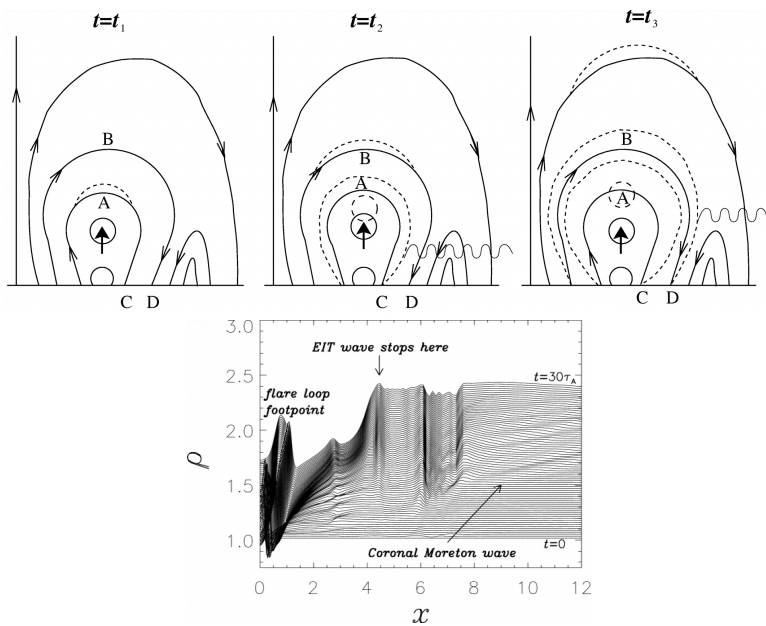 t=t₁
t=t₂
t=t₃
B
A
C D
B
A
C D
B
A
C D
3.0
2.5
2.0
1.5
1.0
ρ
EIT wave stops here
flare loop
footpoint
t=30τ_A
Coronal Moreton wave
t=0
0 2 4 6 8 10 12
x